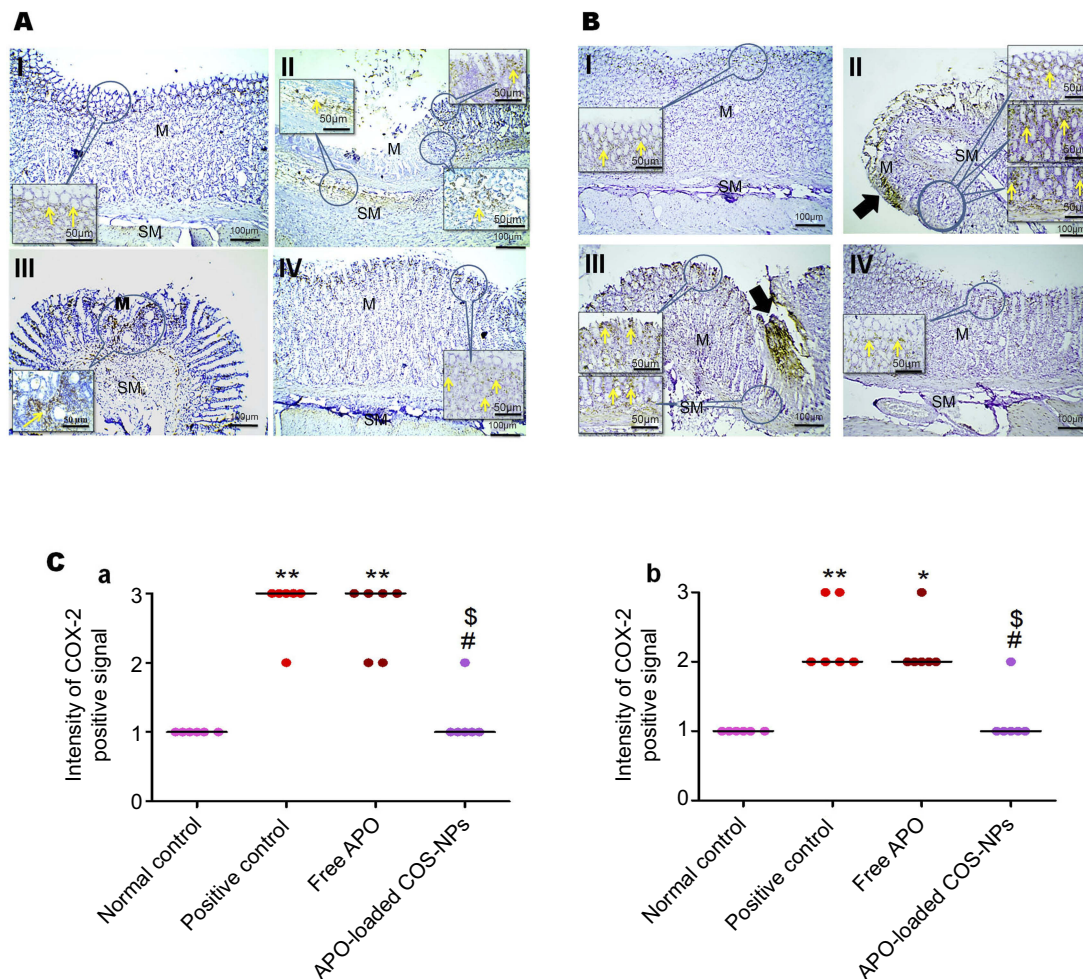 A
B
I
M
SM
50μm
100μm
II
M
SM
50μm
50μm
50μm
100μm
III
M
SM
50 μm
100μm
IV
M
SM
50μm
100μm
I
M
SM
50μm
100μm
II
M
SM
50μm
50μm
50μm
100μm
III
M
SM
50μm
50μm
100μm
IV
M
SM
50μm
100μm
C
a
Intensity of COX-2
positive signal
3
2
1
0
**
**
$
#
Normal control
Positive control
Free APO
APO-loaded COS-NPs
b
Intensity of COX-2
positive signal
3
2
1
0
**
*
$
#
Normal control
Positive control
Free APO
APO-loaded COS-NPs